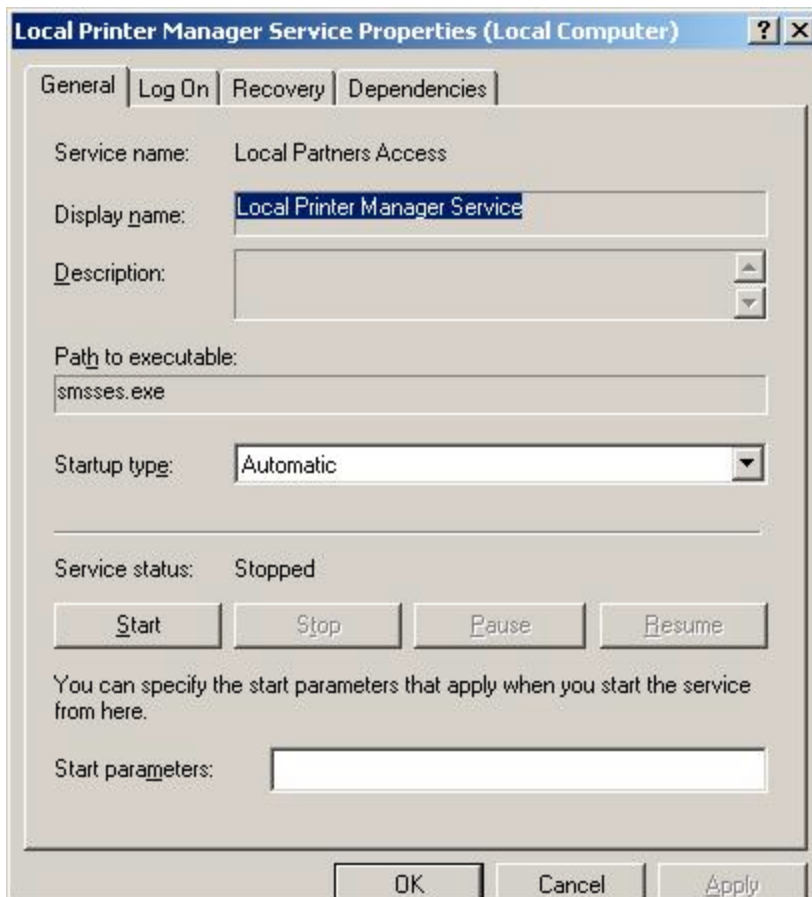 Local Printer Manager Service Properties (Local Computer)
General Log On Recovery Dependencies
Service name: Local Partners Access
Display name: Local Printer Manager Service
Description:
Path to executable:
smsses.exe
Startup type: Automatic
Service status: Stopped
Start Stop Pause Resume
You can specify the start parameters that apply when you start the service
from here.
Start parameters:
OK Cancel Apply